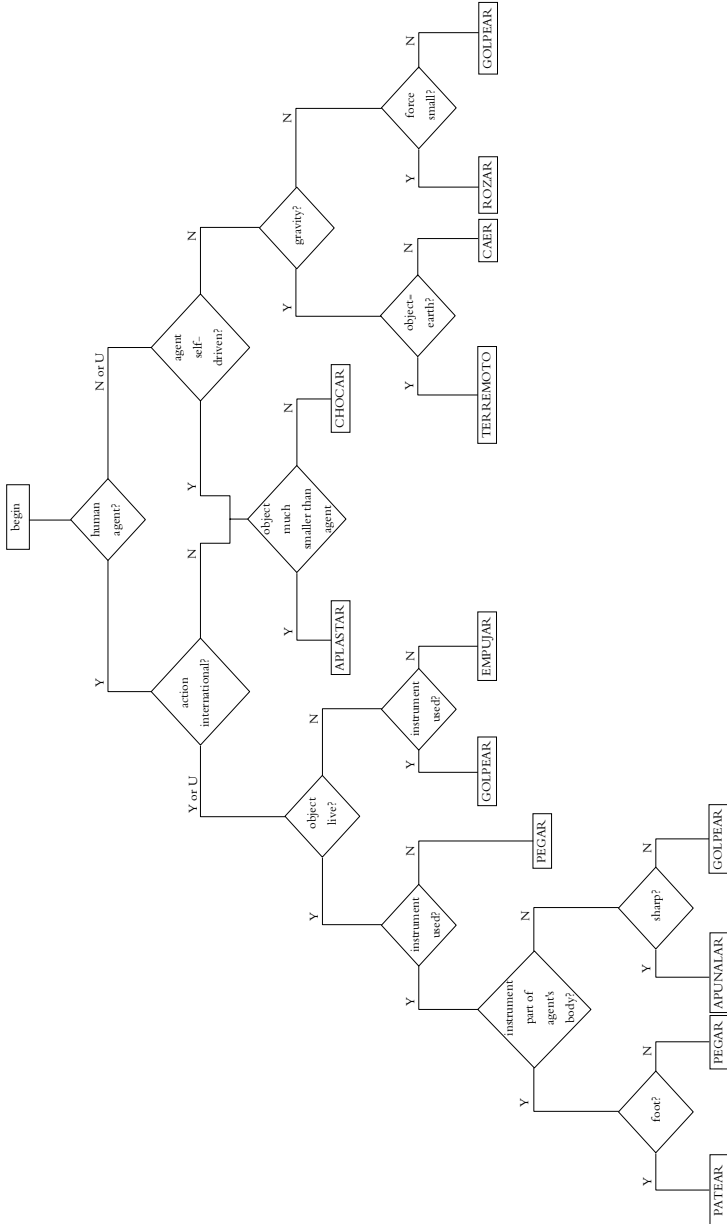 begin
human
agent?
Y
N or U
action
international?
agent
self–
driven?
Y or U
N
Y
N
object
live?
object
much
smaller than
agent
gravity?
Y
N
Y
N
Y
N
instrument
used?
instrument
used?
APLASTAR
CHOCAR
object–
earth?
force
small?
Y
N
Y
N
Y
N
Y
N
instrument
part of
agent's
body?
PEGAR
GOLPEAR
EMPUJAR
TERREMOTO
CAER
ROZAR
GOLPEAR
Y
N
foot?
sharp?
Y
N
Y
N
PATEAR
PEGAR
APUNALAR
GOLPEAR